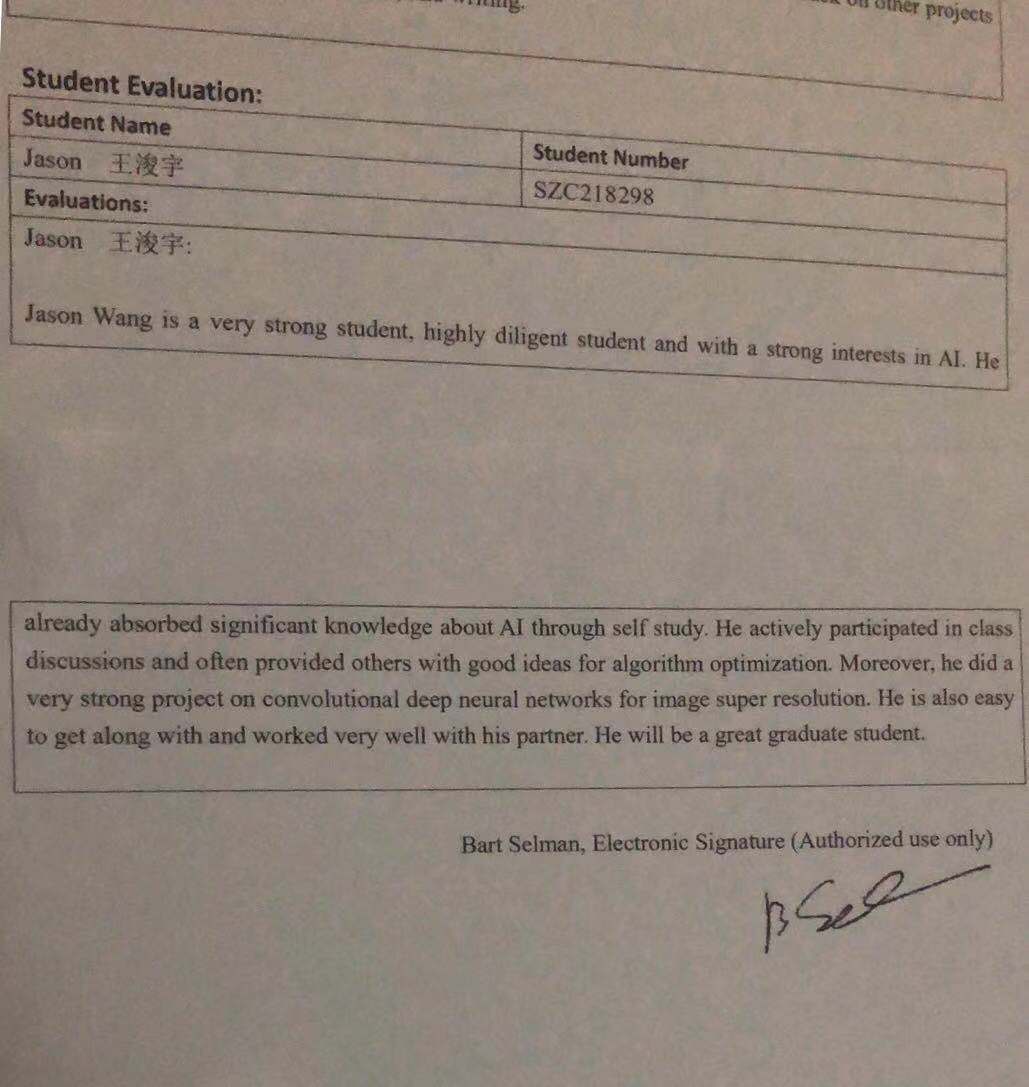 writing.
on other projects
Student Evaluation:
Student Name
Student Number
Jason 王浚宇
SZC218298
Evaluations:
Jason 王浚宇:
Jason Wang is a very strong student, highly diligent student and with a strong interests in AI. He
already absorbed significant knowledge about AI through self study. He actively participated in class
discussions and often provided others with good ideas for algorithm optimization. Moreover, he did a
very strong project on convolutional deep neural networks for image super resolution. He is also easy
to get along with and worked very well with his partner. He will be a great graduate student.
Bart Selman, Electronic Signature (Authorized use only)
B Sel